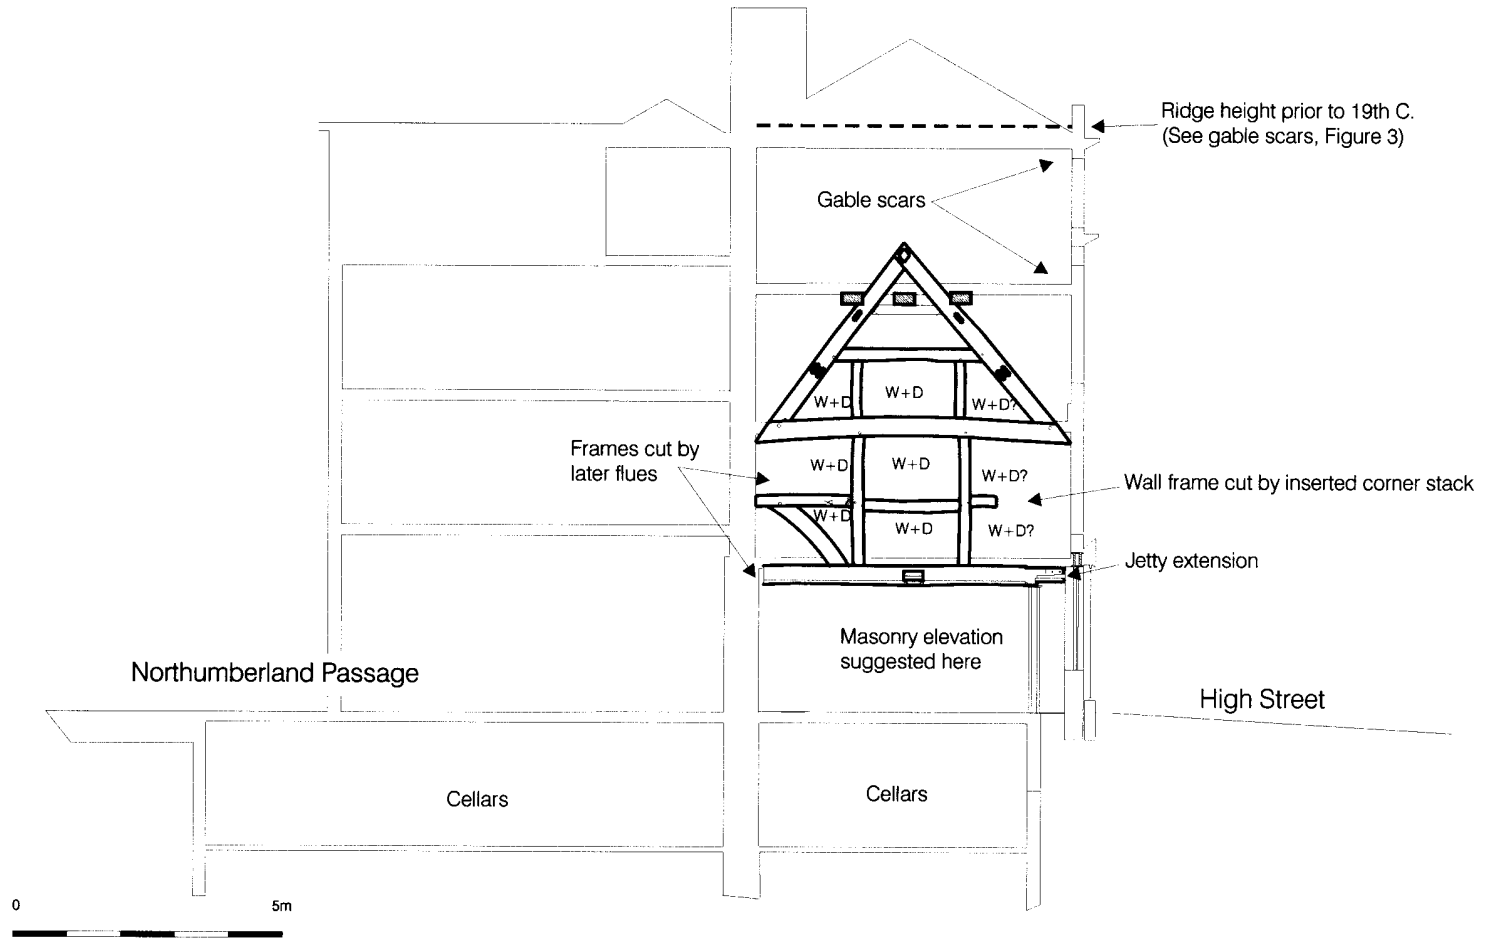 Ridge height prior to 19th C.
(See gable scars, Figure 3)
Gable scars
W+D
W+D
W+D?
Frames cut by
later flues
W+D
W+D
W+D?
Wall frame cut by inserted corner stack
W+D
W+D
W+D?
Jetty extension
Masonry elevation
suggested here
Northumberland Passage
High Street
Cellars
Cellars
0
5m